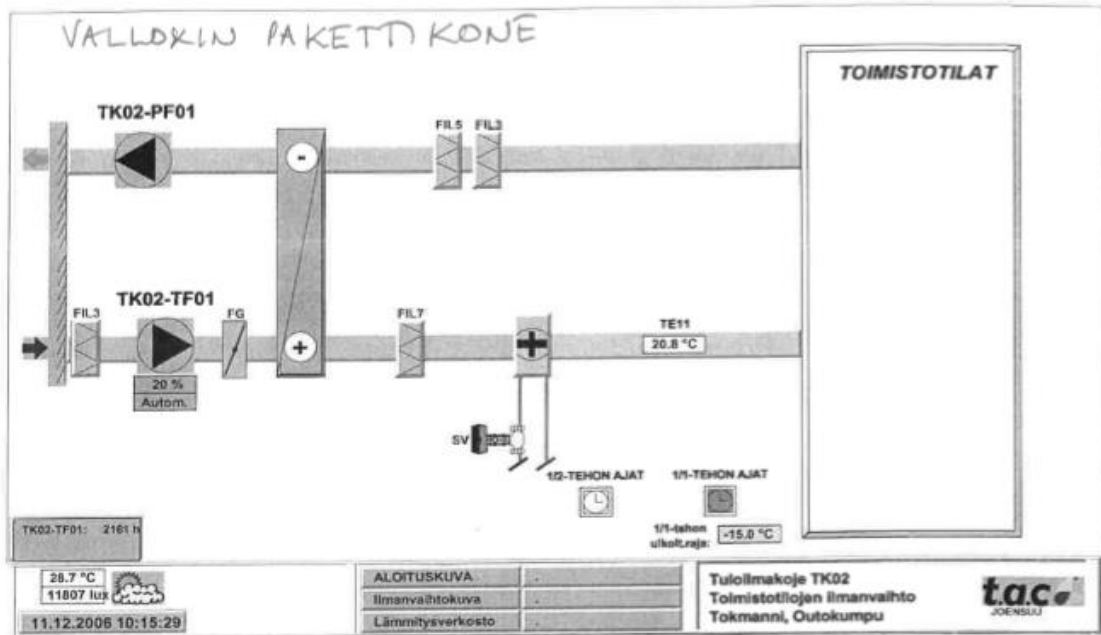 VALLOXIN PAKETTIKONE
TOIMISTOTILAT
TK02-PF01
FIL5 FIL3
TK02-TF01
FIL3
FG
FIL7
TE11
20.8 °C
20 %
Autom.
SV
1/2-TEHON AJAT
1/1-TEHON AJAT
1/1-tehon
ulkolt.raja: -15.0 °C
TK02-TF01: 2161 h
28.7 °C
11807 lux
11.12.2006 10:15:29
ALOITUSKUVA
Ilmanvaihtokuva
Lämmitysverkosto
Tuloilmakoje TK02
Toimistotilojen ilmanvaihto
Tokmanni, Outokumpu
t.a.c
JOENSUU